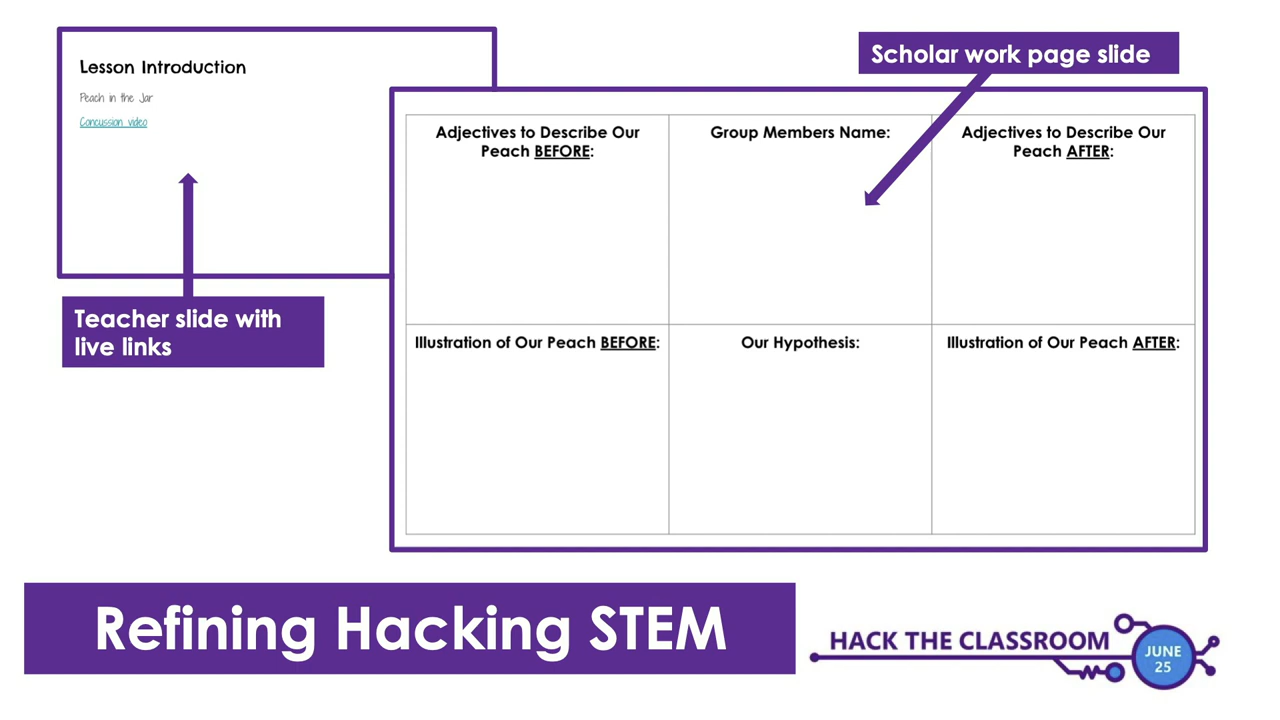 Lesson Introduction
Peach in the Jar
Concussion video
Teacher slide with
live links
Scholar work page slide
Adjectives to Describe Our
Peach BEFORE:
Group Members Name:
Adjectives to Describe Our
Peach AFTER:
Illustration of Our Peach BEFORE:
Our Hypothesis:
Illustration of Our Peach AFTER:
Refining Hacking STEM
HACK THE CLASSROOM
JUNE
25